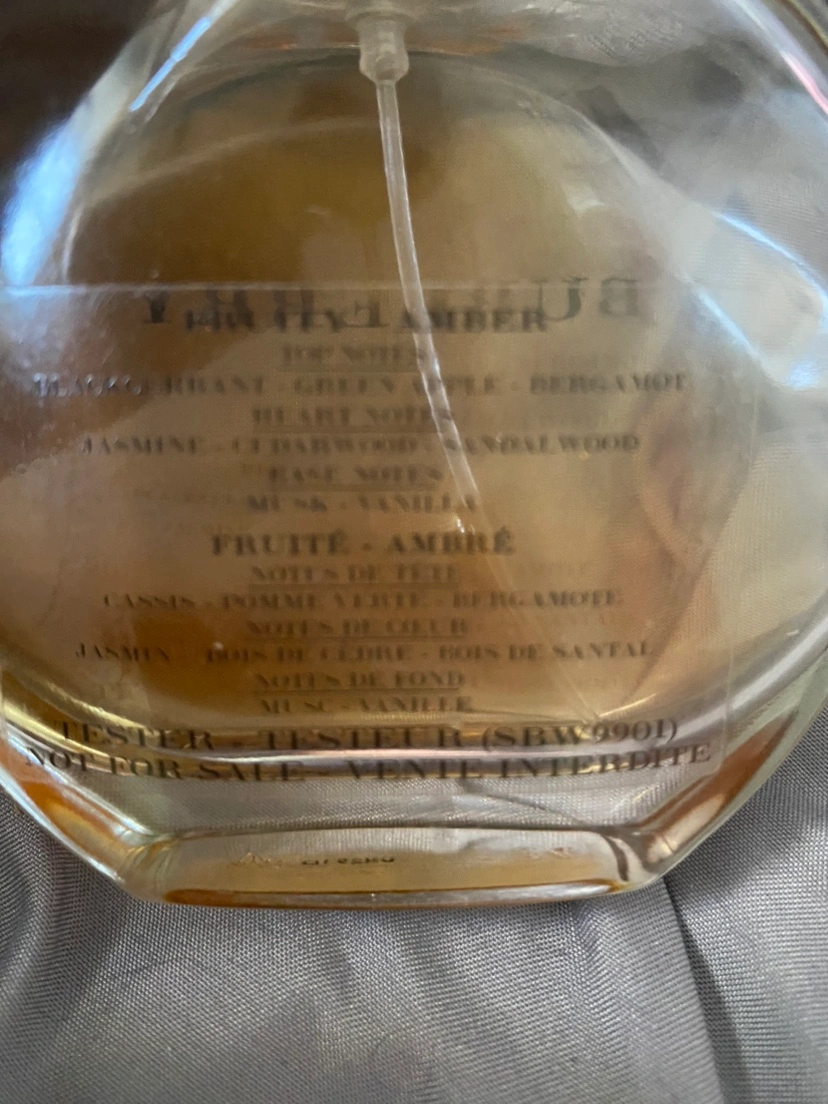 BURBERRY
FRUITY - AMBER
TOP NOTES
BLACKCURRANT - GREEN APPLE - BERGAMOT
HEART NOTES
JASMINE - CEDARWOOD - SANDALWOOD
BASE NOTES
MUSK - VANILLA
FRUITÉ - AMBRÉ
NOTES DE TÊTE
CASSIS - POMME VERTE - BERGAMOTE
NOTES DE CŒUR
JASMIN - BOIS DE CÈDRE - BOIS DE SANTAL
NOTES DE FOND
MUSC - VANILLE
TESTER - TESTEUR (SBW9901)
NOT FOR SALE - VENTE INTERDITE